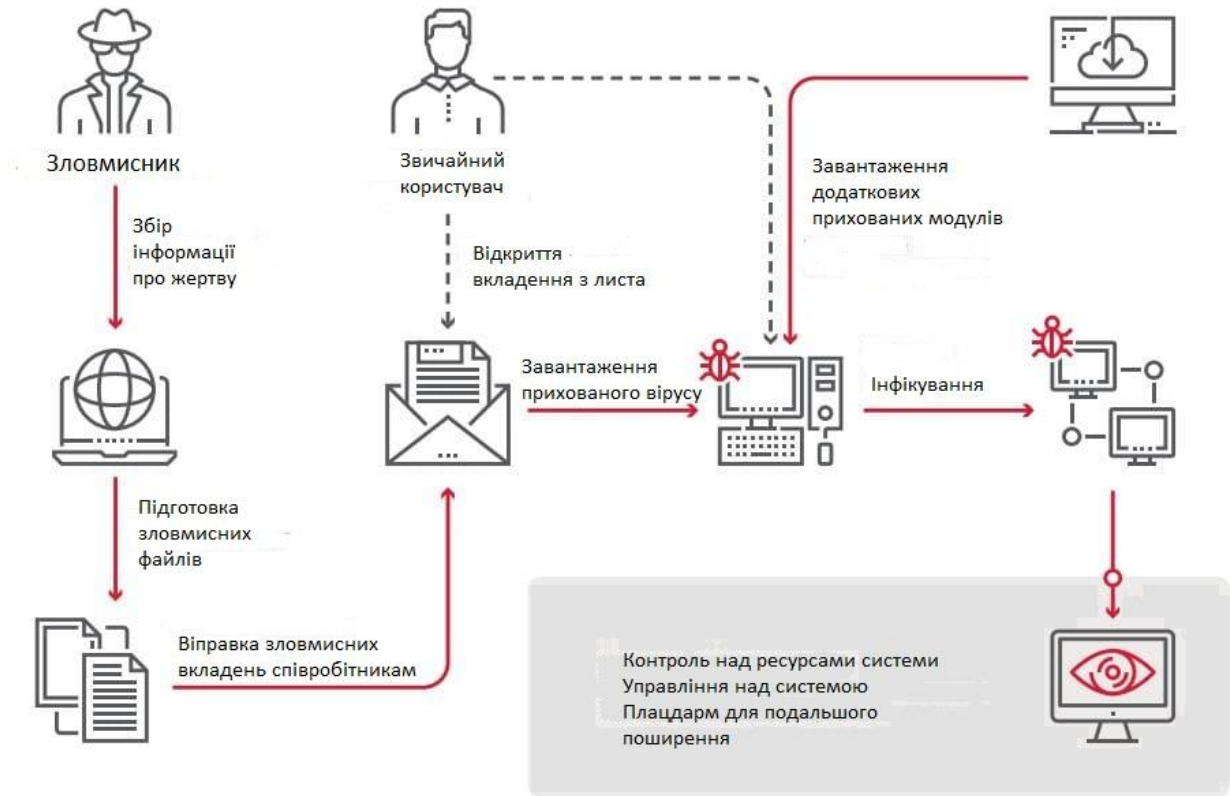 Зловмисник
Звичайний
користувач
Завантаження
додаткових
прихованих модулів
Збір
інформації
про жертву
Відкриття
вкладення з листа
Завантаження
прихованого вірусу
Інфікування
Підготовка
зловмисних
файлів
Віправка зловмисних
вкладень співробітникам
Контроль над ресурсами системи
Управління над системою
Плацдарм для подальшого
поширення